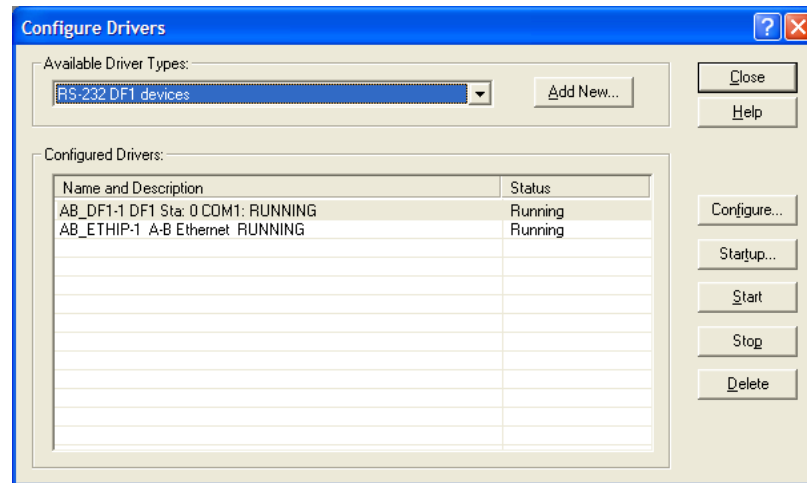 Configure Drivers
Available Driver Types:
RS-232 DF1 devices
Add New...
Close
Help
Configured Drivers:
Name and Description Status
AB_DF1-1 DF1 Sta: 0 COM1: RUNNING Running
AB_ETHIP-1 A-B Ethernet RUNNING Running
Configure...
Startup...
Start
Stop
Delete